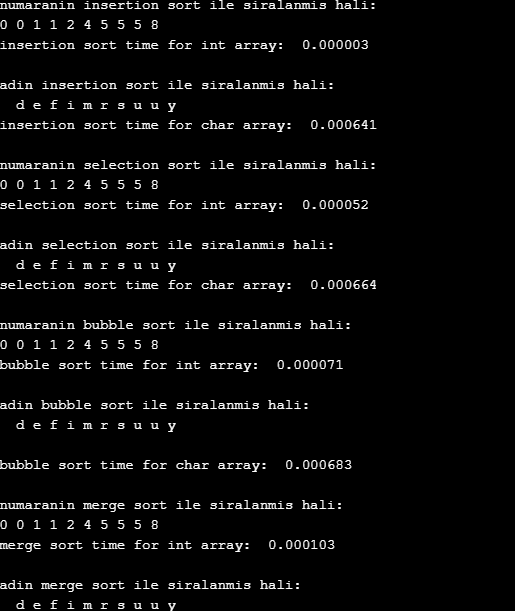 numaranin insertion sort ile siralanmis hali:
0 0 1 1 2 4 5 5 5 8
insertion sort time for int array:  0.000003
adin insertion sort ile siralanmis hali:
d e f i m r s u u y
insertion sort time for char array:  0.000641
numaranin selection sort ile siralanmis hali:
0 0 1 1 2 4 5 5 5 8
selection sort time for int array:  0.000052
adin selection sort ile siralanmis hali:
d e f i m r s u u y
selection sort time for char array:  0.000664
numaranin bubble sort ile siralanmis hali:
0 0 1 1 2 4 5 5 5 8
bubble sort time for int array:  0.000071
adin bubble sort ile siralanmis hali:
d e f i m r s u u y
bubble sort time for char array:  0.000683
numaranin merge sort ile siralanmis hali:
0 0 1 1 2 4 5 5 5 8
merge sort time for int array:  0.000103
adin merge sort ile siralanmis hali:
d e f i m r s u u y